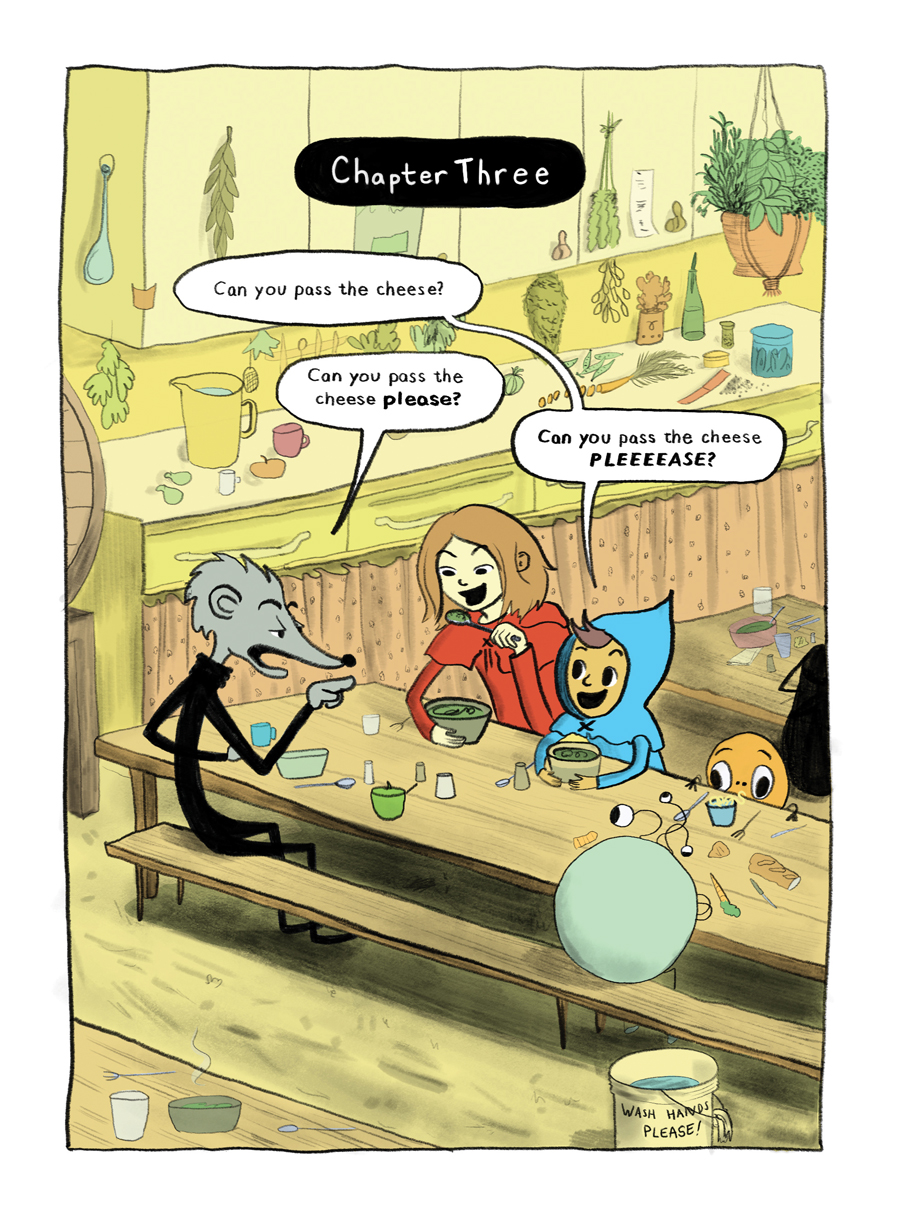 Chapter Three
Can you pass the cheese?
Can you pass the
cheese please?
Can you pass the cheese
PLEEEEASE?
WASH HANDS
PLEASE!